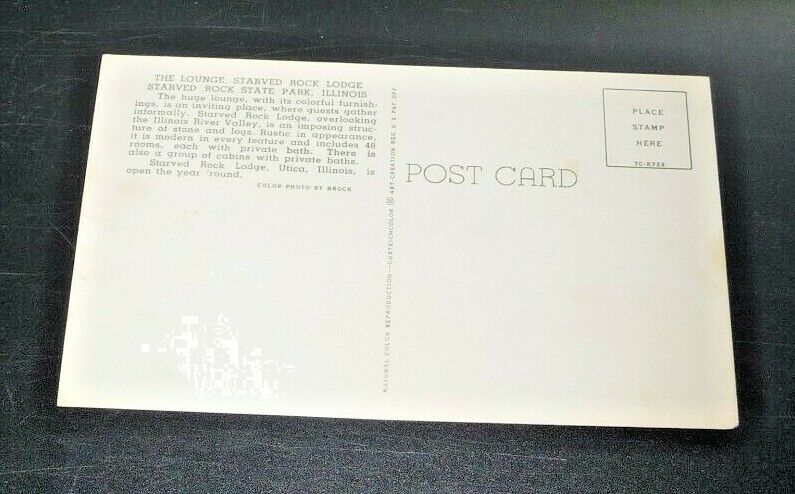 THE LOUNGE, STARVED ROCK LODGE
STARVED ROCK STATE PARK, ILLINOIS
The huge lounge, with its colorful furnish-
ings, is an inviting place, where guests gather
informally. Starved Rock Lodge, overlooking
the Illinois River Valley, is an imposing struc-
ture of stone and logs. Rustic in appearance,
it is modern in every feature and includes 48
rooms, each with private bath. There is
also a group of cabins with private baths.
Starved Rock Lodge, Utica, Illinois, is
open the year 'round.
COLOR PHOTO BY BROCK
NATURAL COLOR REPRODUCTION—CURTEICHCOLOR ART-CREATION REG U S PAT OFF
POST CARD
PLACE
STAMP
HERE
7C-K729